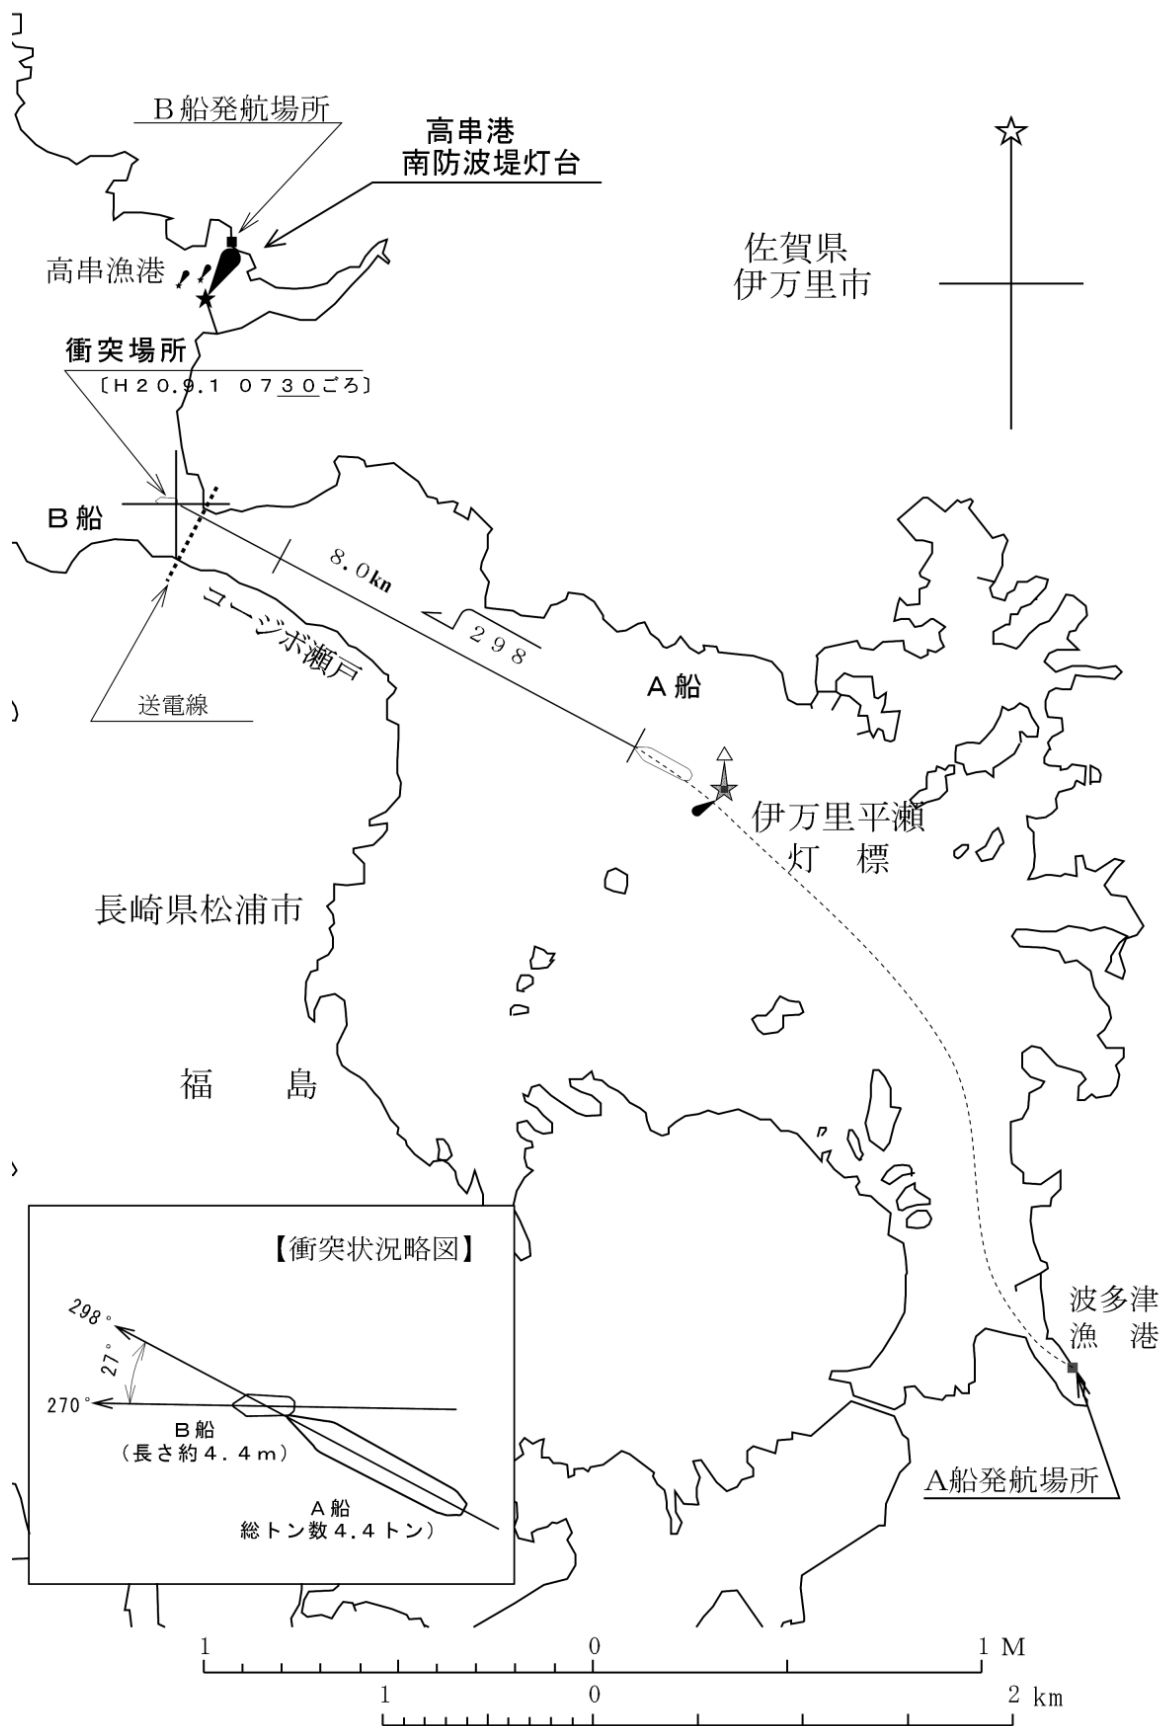 B船発航場所
高串港
南防波堤灯台
佐賀県
伊万里市
高串漁港
衝突場所
〔H20.9.1 0730ごろ〕
B船
8.0kn
298
コージボ瀬戸
送電線
A船
伊万里平瀬
灯 標
長崎県松浦市
福 島
【衝突状況略図】
298°
27°
270°
B船
(長さ約4.4m)
A船
総トン数4.4トン)
波多津
漁 港
A船発航場所
1 0 1 M
1 0 2 km